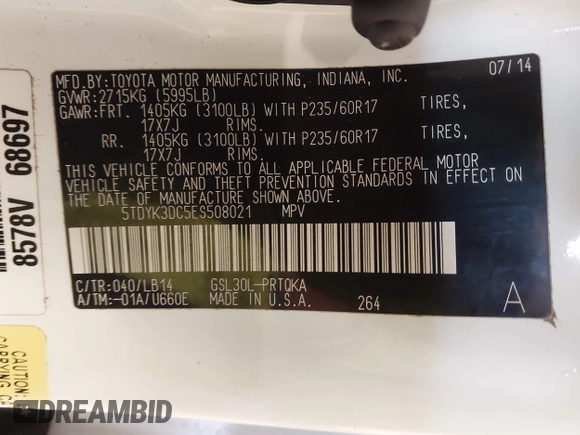 MFD.BY:TOYOTA MOTOR MANUFACTURING, INDIANA, INC. 07/14
GVWR:2715KG (5995LB)
GAWR:FRT. 1405KG (3100LB) WITH P235/60R17 TIRES,
17X7J RIMS.
RR. 1405KG (3100LB) WITH P235/60R17 TIRES,
17X7J RIMS.
THIS VEHICLE CONFORMS TO ALL APPLICABLE FEDERAL MOTOR
VEHICLE SAFETY AND THEFT PREVENTION STANDARDS IN EFFECT ON
THE DATE OF MANUFACTURE SHOWN ABOVE.
5TDYK3DC5ES508021 MPV
C/TR:040/LB14 GSL30L-PRTQKA
A/TM:-01A/U660E MADE IN U.S.A. 264 A
8578V 68697
CAUTION:
CARRYING
DREAMBID